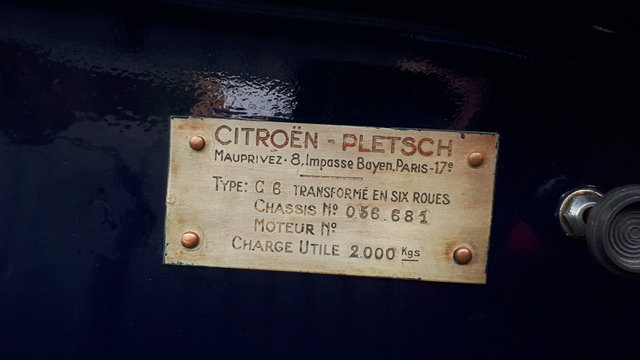 CITROËN - PLETSCH
MAUPRIVEZ · 8, Impasse Bayen. PARIS - 17e
TYPE: C 6 TRANSFORMÉ EN SIX ROUES
CHASSIS No 056.681
MOTEUR No
CHARGE UTILE 2.000 Kgs